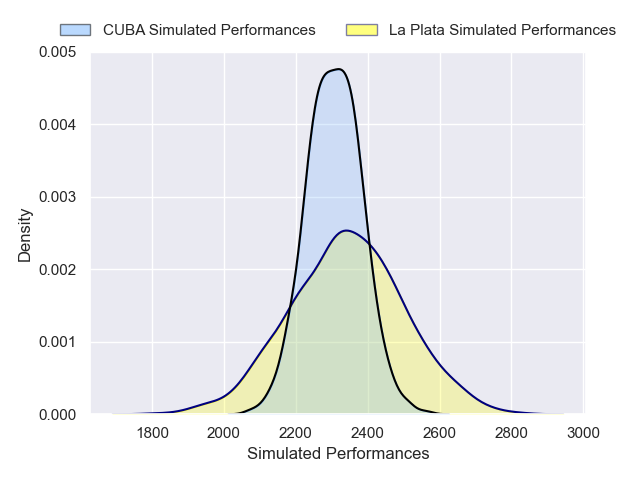 CUBA Simulated Performances La Plata Simulated Performances
0.005
0.004
0.003
0.002
0.001
0.000
Density
1800 2000 2200 2400 2600 2800 3000
Simulated Performances